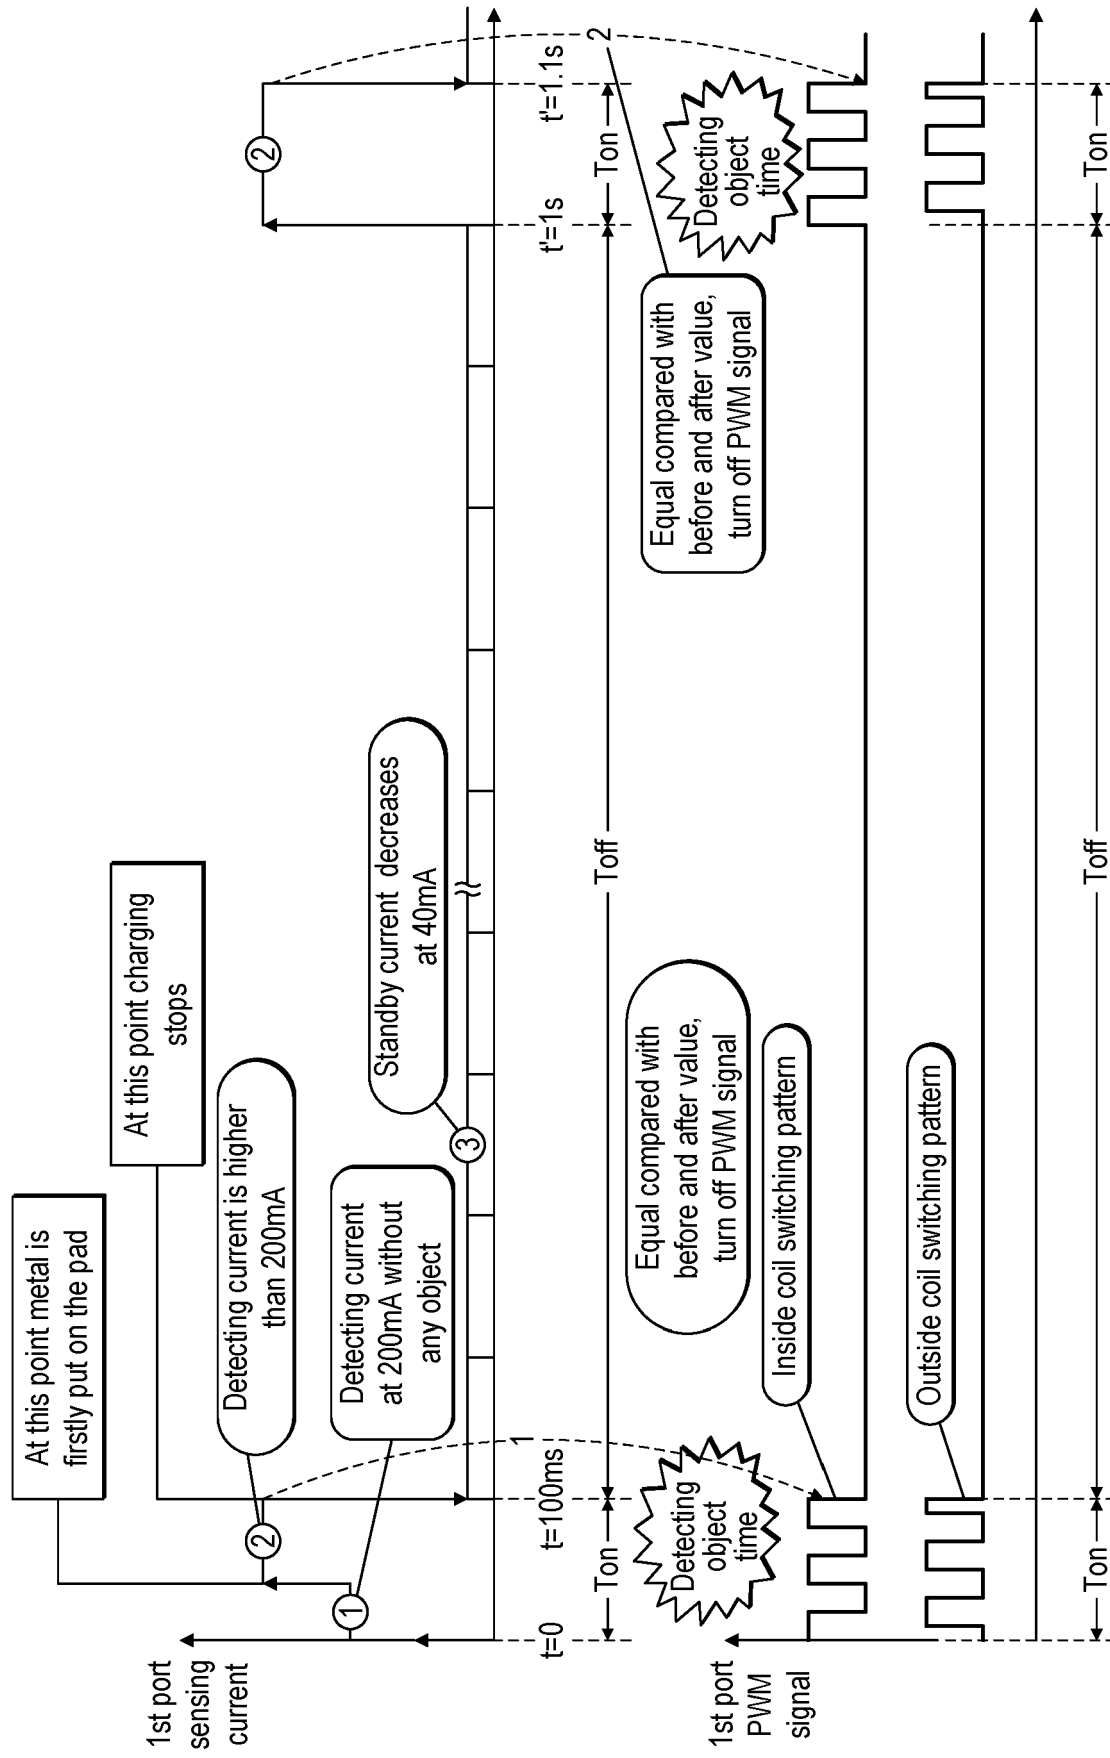 1st port
sensing
current
At this point metal is
firstly put on the pad
At this point charging
stops
Detecting current is higher
than 200mA
Detecting current
at 200mA without
any object
Standby current decreases
at 40mA
1
2
3
2
t=0
t=100ms
t'=1s
t'=1.1s
1
2
Ton
Toff
Ton
Detecting
object
time
Equal compared with
before and after value,
turn off PWM signal
Equal compared with
before and after value,
turn off PWM signal
Detecting
object
time
1st port
PWM
signal
Inside coil switching pattern
Outside coil switching pattern
Ton
Toff
Ton